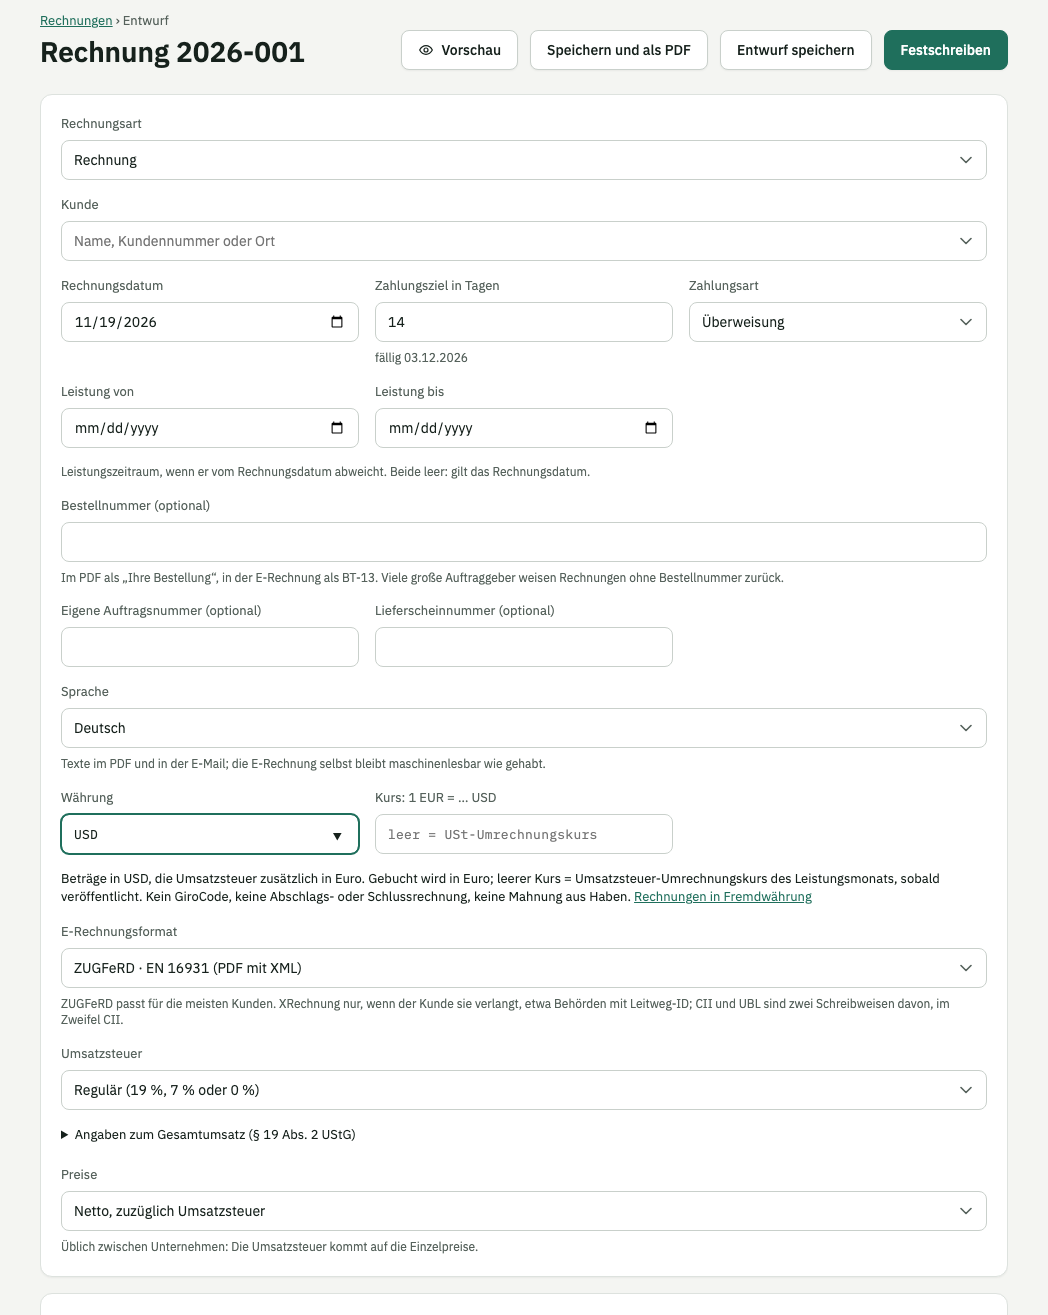 Rechnungen › Entwurf
Rechnung 2026-001
Vorschau
Speichern und als PDF
Entwurf speichern
Festschreiben
Rechnungsart
Rechnung
Kunde
Name, Kundennummer oder Ort
Rechnungsdatum
Zahlungsziel in Tagen
Zahlungsart
11/19/2026
14
Überweisung
fällig 03.12.2026
Leistung von
Leistung bis
mm/dd/yyyy
mm/dd/yyyy
Leistungszeitraum, wenn er vom Rechnungsdatum abweicht. Beide leer: gilt das Rechnungsdatum.
Bestellnummer (optional)
Im PDF als „Ihre Bestellung“, in der E-Rechnung als BT-13. Viele große Auftraggeber weisen Rechnungen ohne Bestellnummer zurück.
Eigene Auftragsnummer (optional)
Lieferscheinnummer (optional)
Sprache
Deutsch
Texte im PDF und in der E-Mail; die E-Rechnung selbst bleibt maschinenlesbar wie gehabt.
Währung
Kurs: 1 EUR = … USD
USD
leer = USt-Umrechnungskurs
Beträge in USD, die Umsatzsteuer zusätzlich in Euro. Gebucht wird in Euro; leerer Kurs = Umsatzsteuer-Umrechnungskurs des Leistungsmonats, sobald
veröffentlicht. Kein GiroCode, keine Abschlags- oder Schlussrechnung, keine Mahnung aus Haben. Rechnungen in Fremdwährung
E-Rechnungsformat
ZUGFeRD · EN 16931 (PDF mit XML)
ZUGFeRD passt für die meisten Kunden. XRechnung nur, wenn der Kunde sie verlangt, etwa Behörden mit Leitweg-ID; CII und UBL sind zwei Schreibweisen davon, im
Zweifel CII.
Umsatzsteuer
Regulär (19 %, 7 % oder 0 %)
Angaben zum Gesamtumsatz (§ 19 Abs. 2 UStG)
Preise
Netto, zuzüglich Umsatzsteuer
Üblich zwischen Unternehmen: Die Umsatzsteuer kommt auf die Einzelpreise.